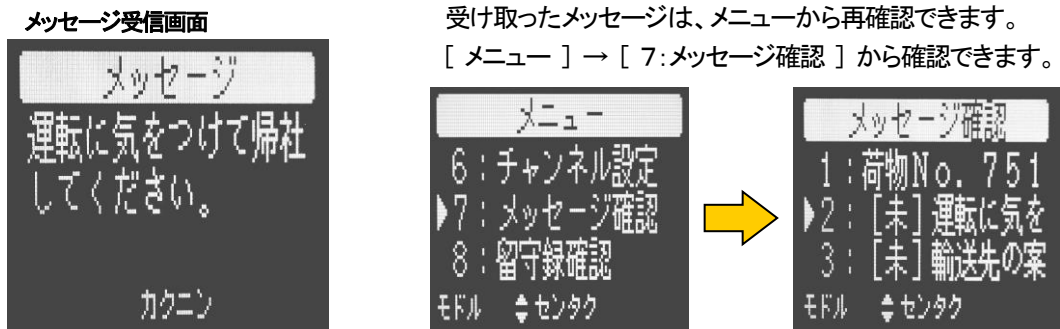 メッセージ受信画面
メッセージ
運転に気をつけて帰社
してください。
カクニン
受け取ったメッセージは、メニューから再確認できます。
[ メニュー ] → [ 7:メッセージ確認 ] から確認できます。
メニュー
6:チャンネル設定
7:メッセージ確認
8:留守録確認
モドル センタク
メッセージ確認
1:荷物No. 751
2:[未]運転に気を
3:[未]輸送先の案
モドル センタク